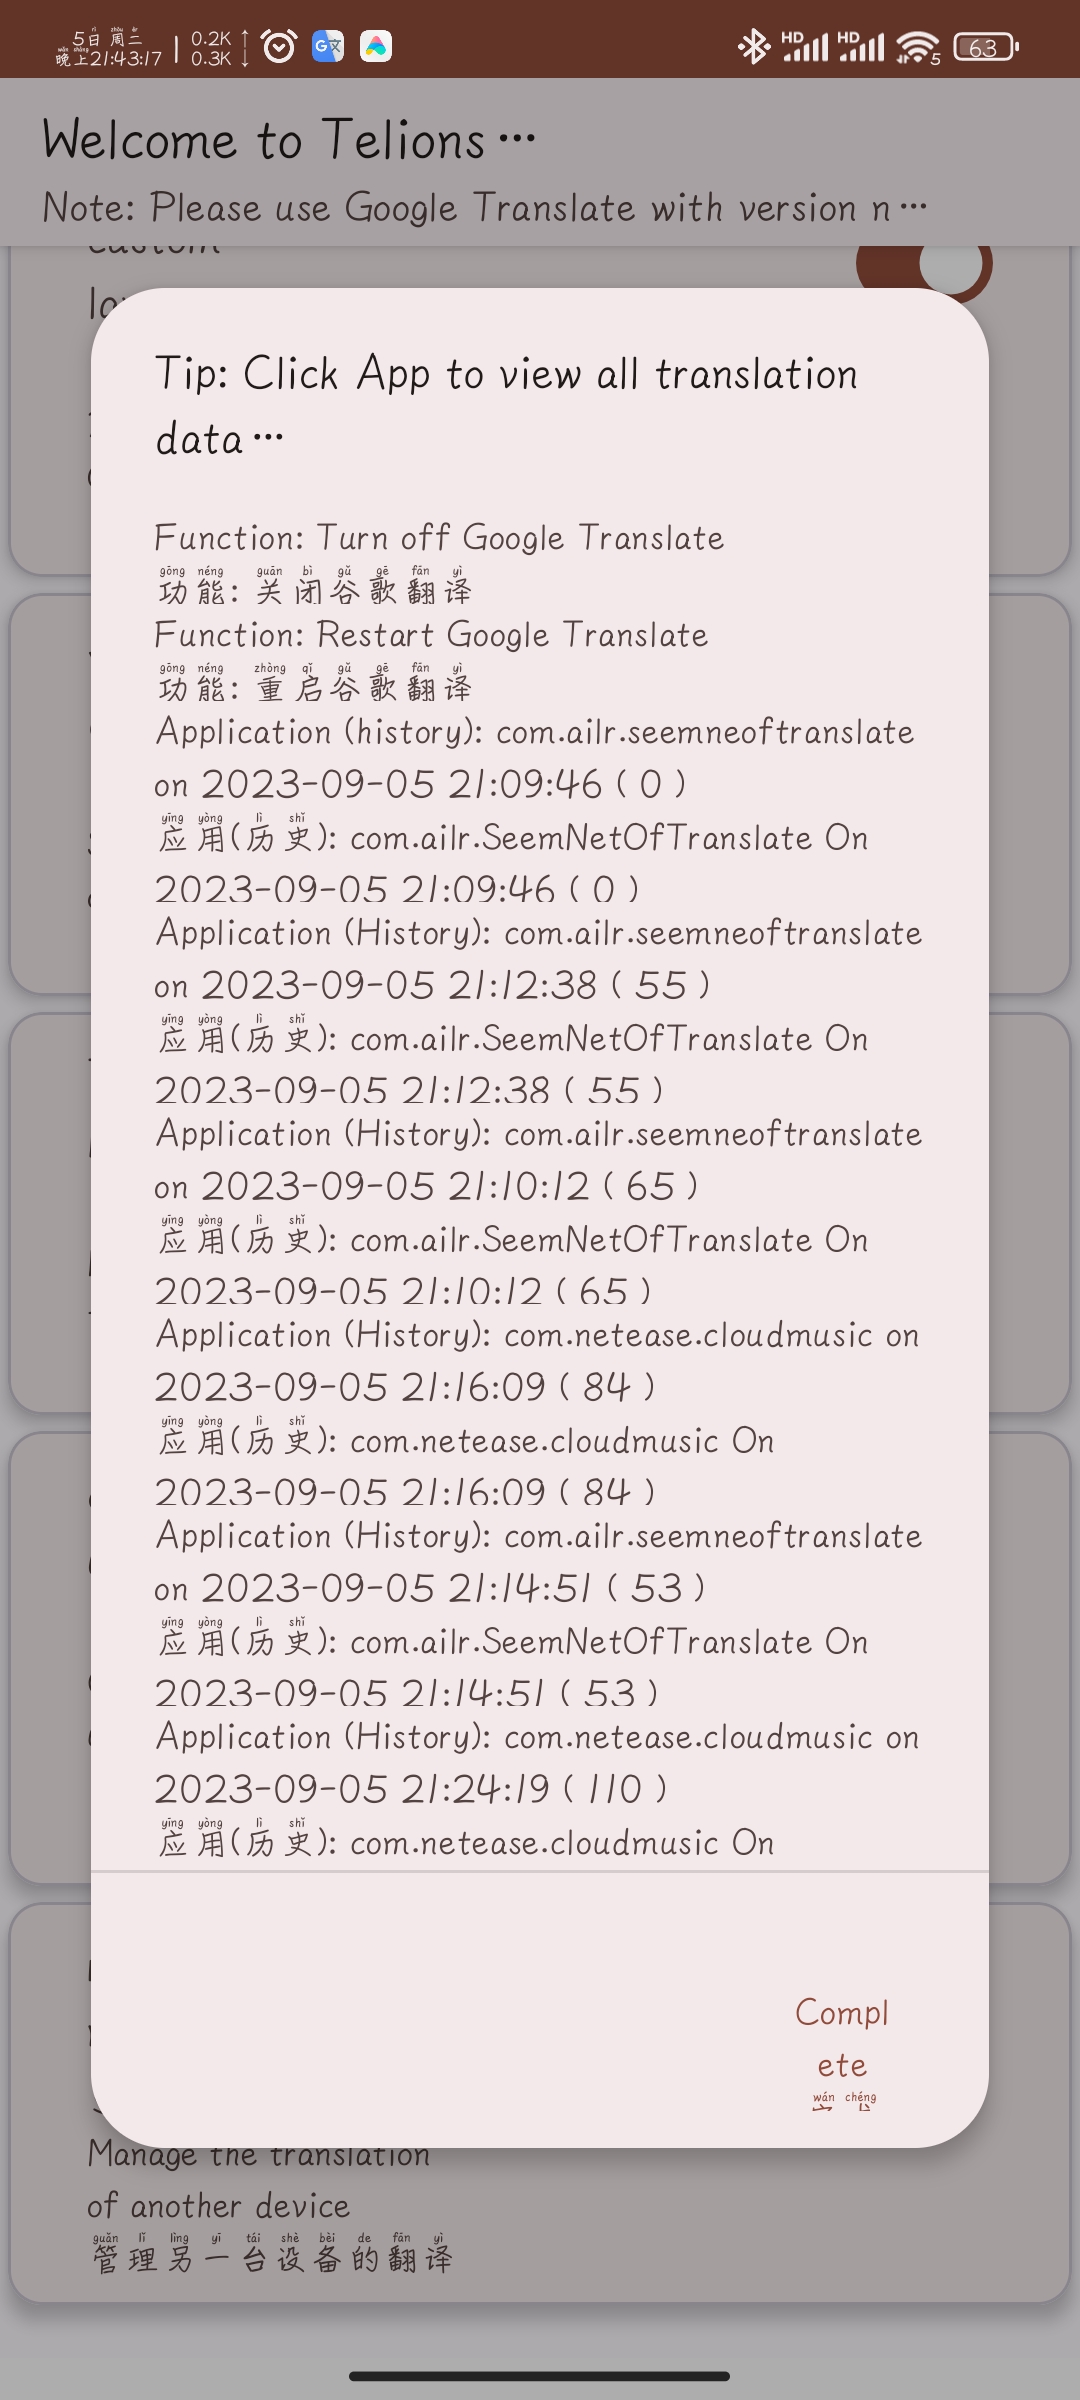 5日 周三
晚上21:43:17
0.2K
0.3K
HD HD 5 63
Welcome to Telions…
Note: Please use Google Translate with version n…
custom
Tip: Click App to view all translation
data…
Function: Turn off Google Translate
gōng néng guān bì gǔ gē fān yì
功能: 关闭谷歌翻译
Function: Restart Google Translate
gōng néng zhòng qǐ gǔ gē fān yì
功能: 重启谷歌翻译
Application (history): com.ailr.seemneoftranslate
on 2023-09-05 21:09:46 ( 0 )
yīng yòng lì shǐ
应用(历史): com.ailr.SeemNetOfTranslate On
2023-09-05 21:09:46 ( 0 )
Application (History): com.ailr.seemneoftranslate
on 2023-09-05 21:12:38 ( 55 )
yīng yòng lì shǐ
应用(历史): com.ailr.SeemNetOfTranslate On
2023-09-05 21:12:38 ( 55 )
Application (History): com.ailr.seemneoftranslate
on 2023-09-05 21:10:12 ( 65 )
yīng yòng lì shǐ
应用(历史): com.ailr.SeemNetOfTranslate On
2023-09-05 21:10:12 ( 65 )
Application (History): com.netease.cloudmusic on
2023-09-05 21:16:09 ( 84 )
yīng yòng lì shǐ
应用(历史): com.netease.cloudmusic On
2023-09-05 21:16:09 ( 84 )
Application (History): com.ailr.seemneoftranslate
on 2023-09-05 21:14:51 ( 53 )
yīng yòng lì shǐ
应用(历史): com.ailr.SeemNetOfTranslate On
2023-09-05 21:14:51 ( 53 )
Application (History): com.netease.cloudmusic on
2023-09-05 21:24:19 ( 110 )
yīng yòng lì shǐ
应用(历史): com.netease.cloudmusic On
Compl
ete
wán chéng
Manage the translation
of another device
guǎn lǐ lìng yī tái shè bèi de fān yì
管理另一台设备的翻译